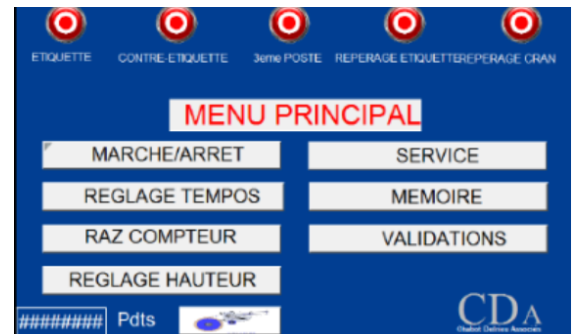 ETIQUETTE CONTRE-ETIQUETTE 3eme POSTE REPERAGE ETIQUETTE REPERAGE CRAN
MENU PRINCIPAL
MARCHE/ARRET SERVICE
REGLAGE TEMPOS MEMOIRE
RAZ COMPTEUR VALIDATIONS
REGLAGE HAUTEUR
######## Pdts CDA